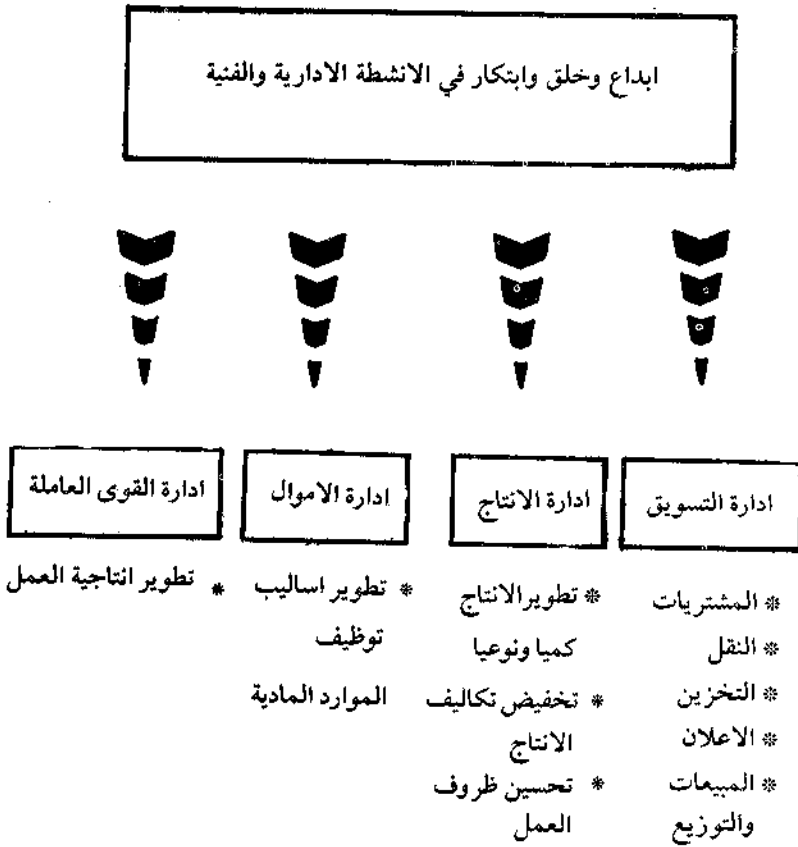 ابداع وخلق وابتكار في الانشطة الادارية والفنية
ادارة التسويق
* المشتريات
* النقل
* التخزين
* الاعلان
* المبيعات
والتوزيع
ادارة الانتاج
* تطوير الانتاج
كميا ونوعيا
* تخفيض تكاليف
الانتاج
* تحسين ظروف
العمل
ادارة الاموال
* تطوير اساليب
توظيف
الموارد المادية
ادارة القوى العاملة
* تطوير انتاجية العمل